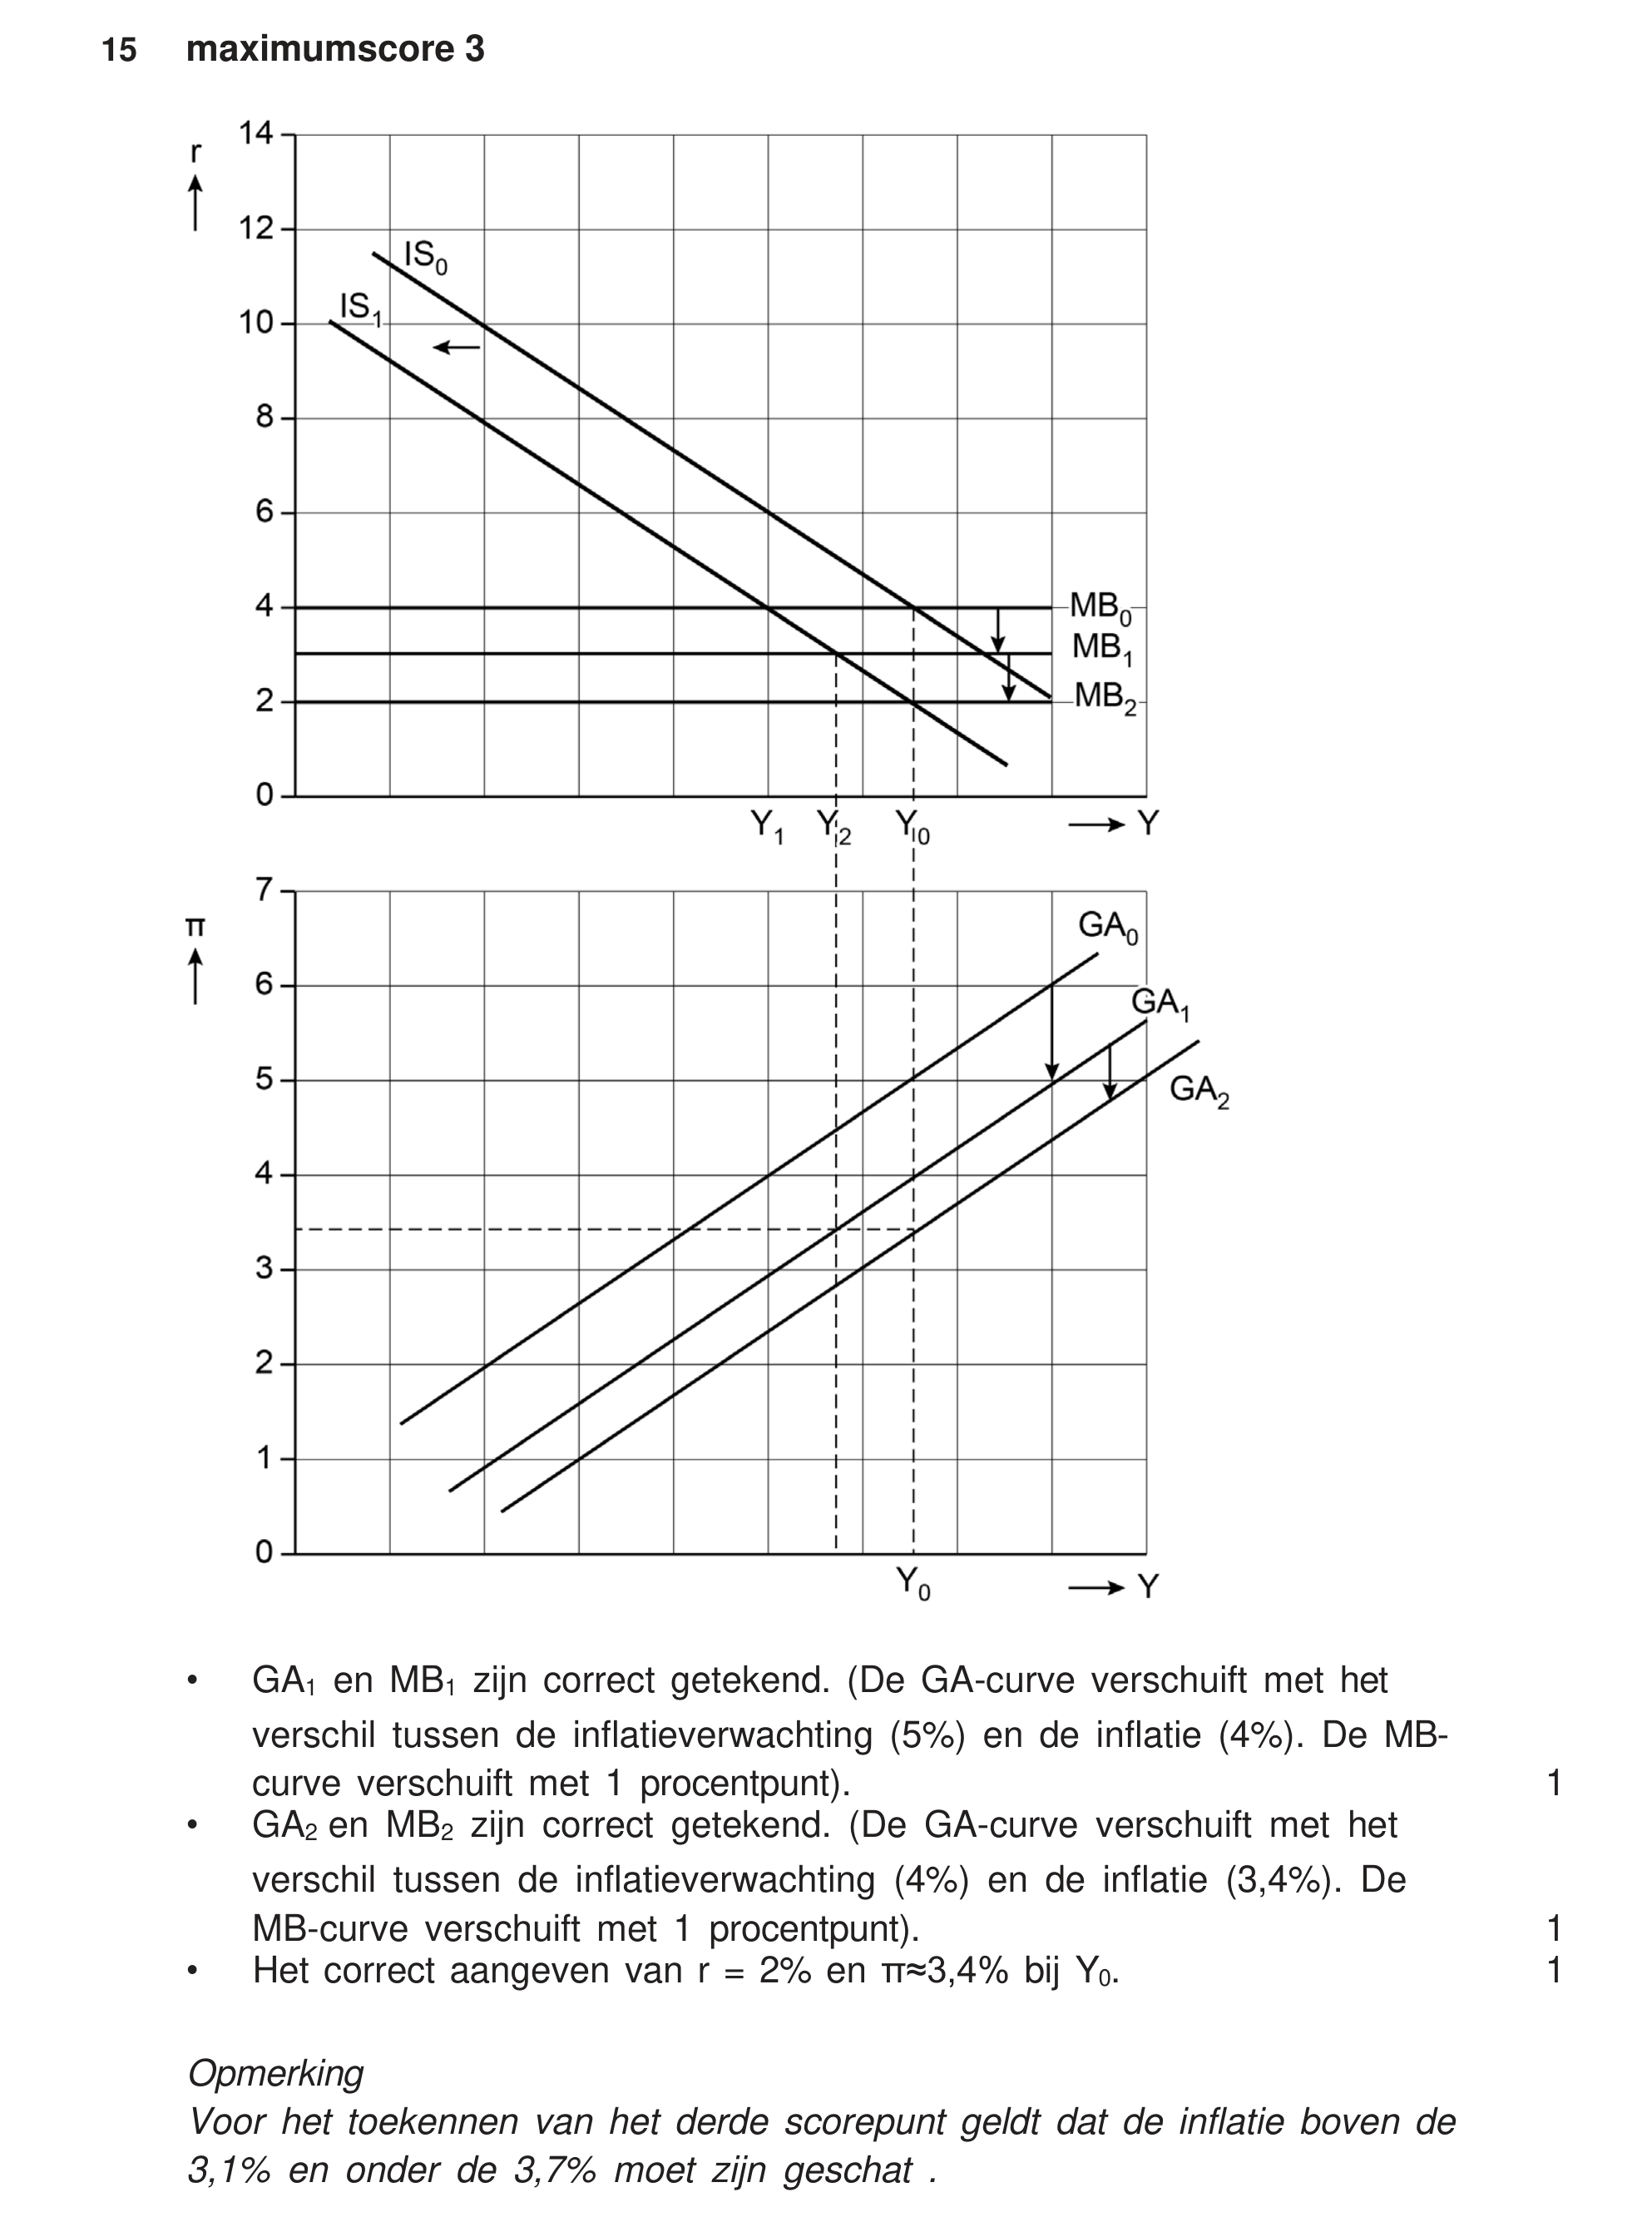 15 maximumscore 3
14
r
12
IS0
IS1
10
8
6
4
MB0
MB1
2
MB2
0
Y1 Y2 Y0 Y
7
π
GA0
6
GA1
5
GA2
4
3
2
1
0
Y0 Y
• GA1 en MB1 zijn correct getekend. (De GA-curve verschuift met het
verschil tussen de inflatieverwachting (5%) en de inflatie (4%). De MB-
curve verschuift met 1 procentpunt). 1
• GA2 en MB2 zijn correct getekend. (De GA-curve verschuift met het
verschil tussen de inflatieverwachting (4%) en de inflatie (3,4%). De
MB-curve verschuift met 1 procentpunt). 1
• Het correct aangeven van r = 2% en π≈3,4% bij Y0. 1
Opmerking
Voor het toekennen van het derde scorepunt geldt dat de inflatie boven de
3,1% en onder de 3,7% moet zijn geschat .